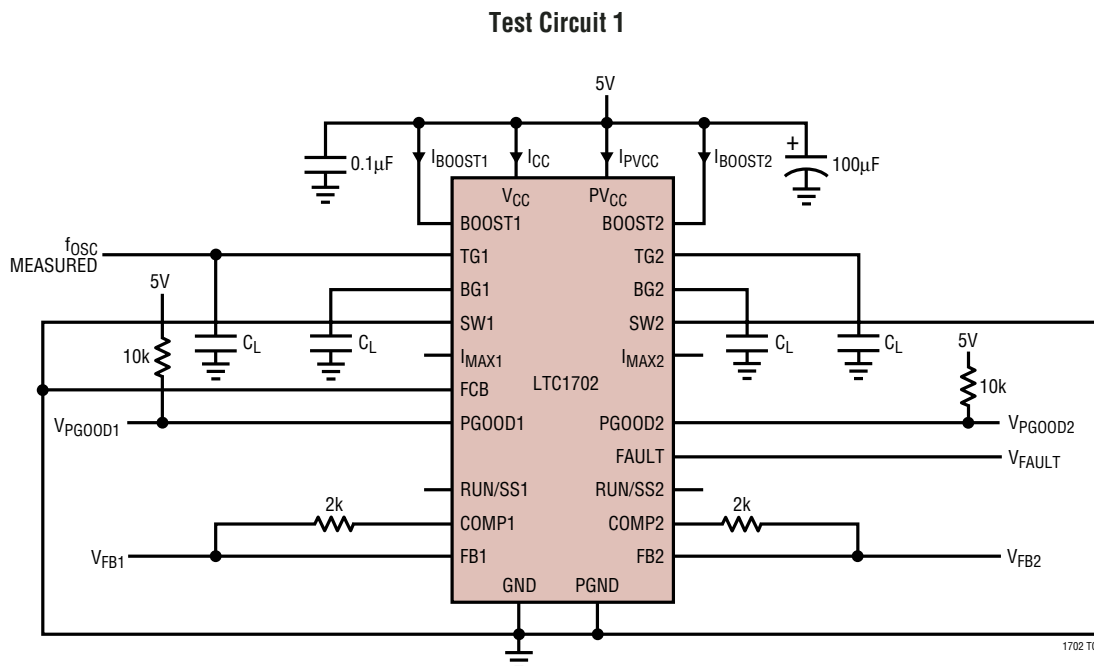 Test Circuit 1
5V
0.1µF
IBOOST1
ICC
IPVCC
IBOOST2
+
100µF
VCC
PVCC
BOOST1
BOOST2
fOSC
MEASURED
TG1
TG2
5V
BG1
BG2
SW1
SW2
10k
CL
CL
CL
CL
5V
IMAX1
IMAX2
10k
LTC1702
FCB
VPGOOD1
PGOOD1
PGOOD2
VPGOOD2
FAULT
VFAULT
RUN/SS1
RUN/SS2
2k
COMP1
COMP2
2k
VFB1
FB1
FB2
VFB2
GND
PGND
1702